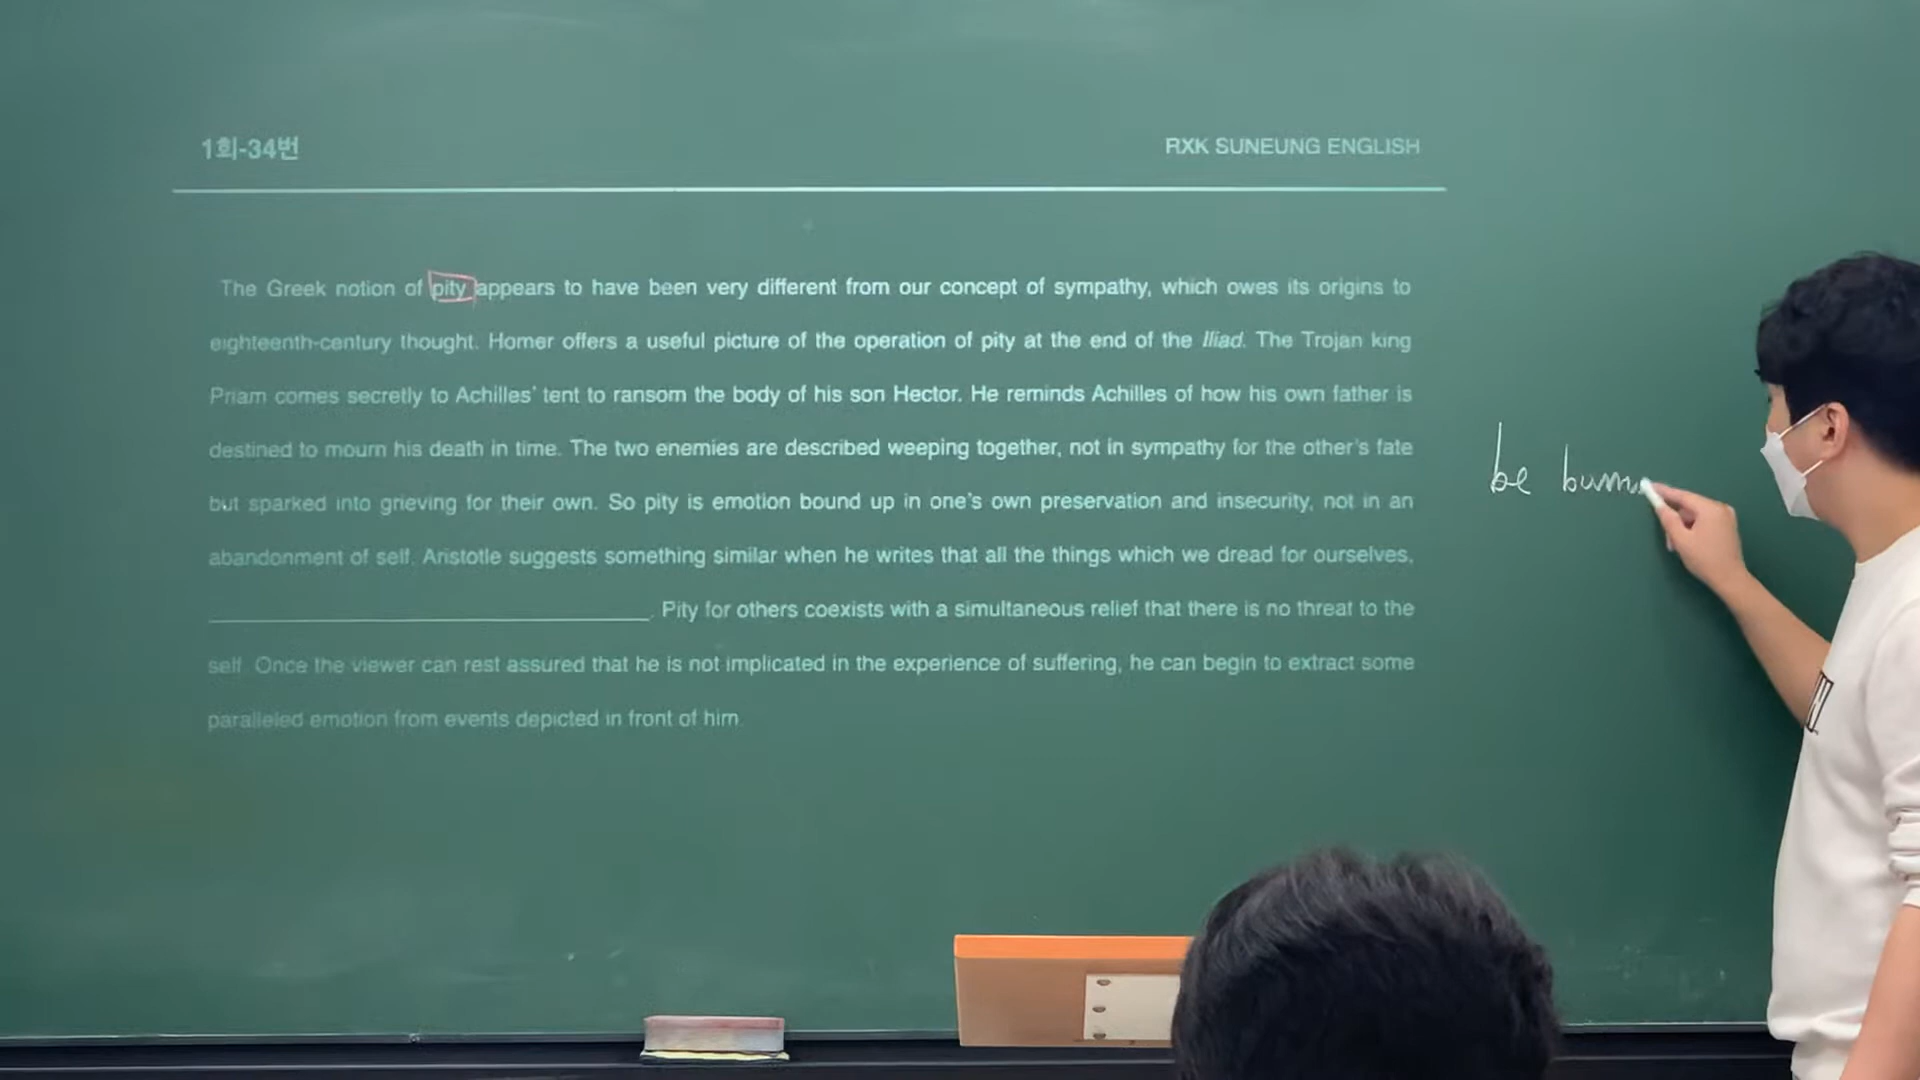 1회-34번
RXK SUNEUNG ENGLISH
The Greek notion of pity appears to have been very different from our concept of sympathy, which owes its origins to
eighteenth-century thought. Homer offers a useful picture of the operation of pity at the end of the Iliad. The Trojan king
Priam comes secretly to Achilles' tent to ransom the body of his son Hector. He reminds Achilles of how his own father is
destined to mourn his death in time. The two enemies are described weeping together, not in sympathy for the other's fate
but sparked into grieving for their own. So pity is emotion bound up in one's own preservation and insecurity, not in an
abandonment of self. Aristotle suggests something similar when he writes that all the things which we dread for ourselves,
. Pity for others coexists with a simultaneous relief that there is no threat to the
self. Once the viewer can rest assured that he is not implicated in the experience of suffering, he can begin to extract some
paralleled emotion from events depicted in front of him
be